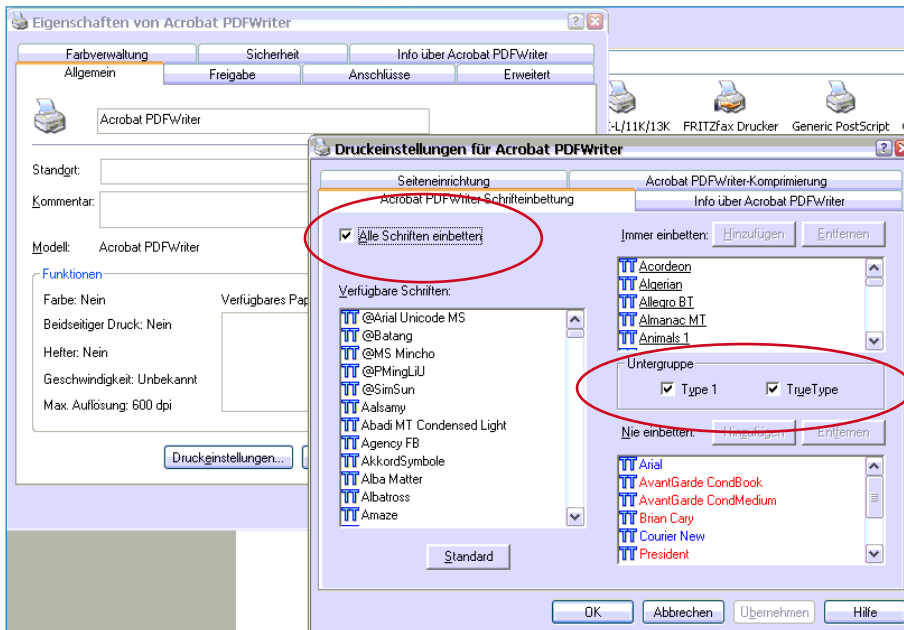 Eigenschaften von Acrobat PDFWriter
Farbverwaltung
Sicherheit
Info über Acrobat PDFWriter
Allgemein
Freigabe
Anschlüsse
Erweitert
Acrobat PDFWriter
Standort:
Kommentar:
Modell: Acrobat PDFWriter
Funktionen
Farbe: Nein
Verfügbares Pap
Beidseitiger Druck: Nein
Hefter: Nein
Geschwindigkeit: Unbekannt
Max. Auflösung: 600 dpi
Druckeinstellungen...
-L/11K/13K
FRITZfax Drucker
Generic PostScript
Druckeinstellungen für Acrobat PDFWriter
Seiteneinrichtung
Acrobat PDFWriter-Komprimierung
Acrobat PDFWriter-Schrifteinbettung
Info über Acrobat PDFWriter
Alle Schriften einbetten
Verfügbare Schriften:
@Arial Unicode MS
@Batang
@MS Mincho
@PMingLiU
@SimSun
Aalsamy
Abadi MT Condensed Light
Agency FB
AkkordSymbole
Alba Matter
Albatross
Amaze
Standard
Immer einbetten:
Hinzufügen
Entfernen
Acordeon
Algerian
Allegro BT
Almanac MT
Animals 1
Untergruppe
Type 1
TrueType
Nie einbetten:
Hinzufügen
Entfernen
Arial
AvantGarde CondBook
AvantGarde CondMedium
Brian Cary
Courier New
President
OK
Abbrechen
Übernehmen
Hilfe